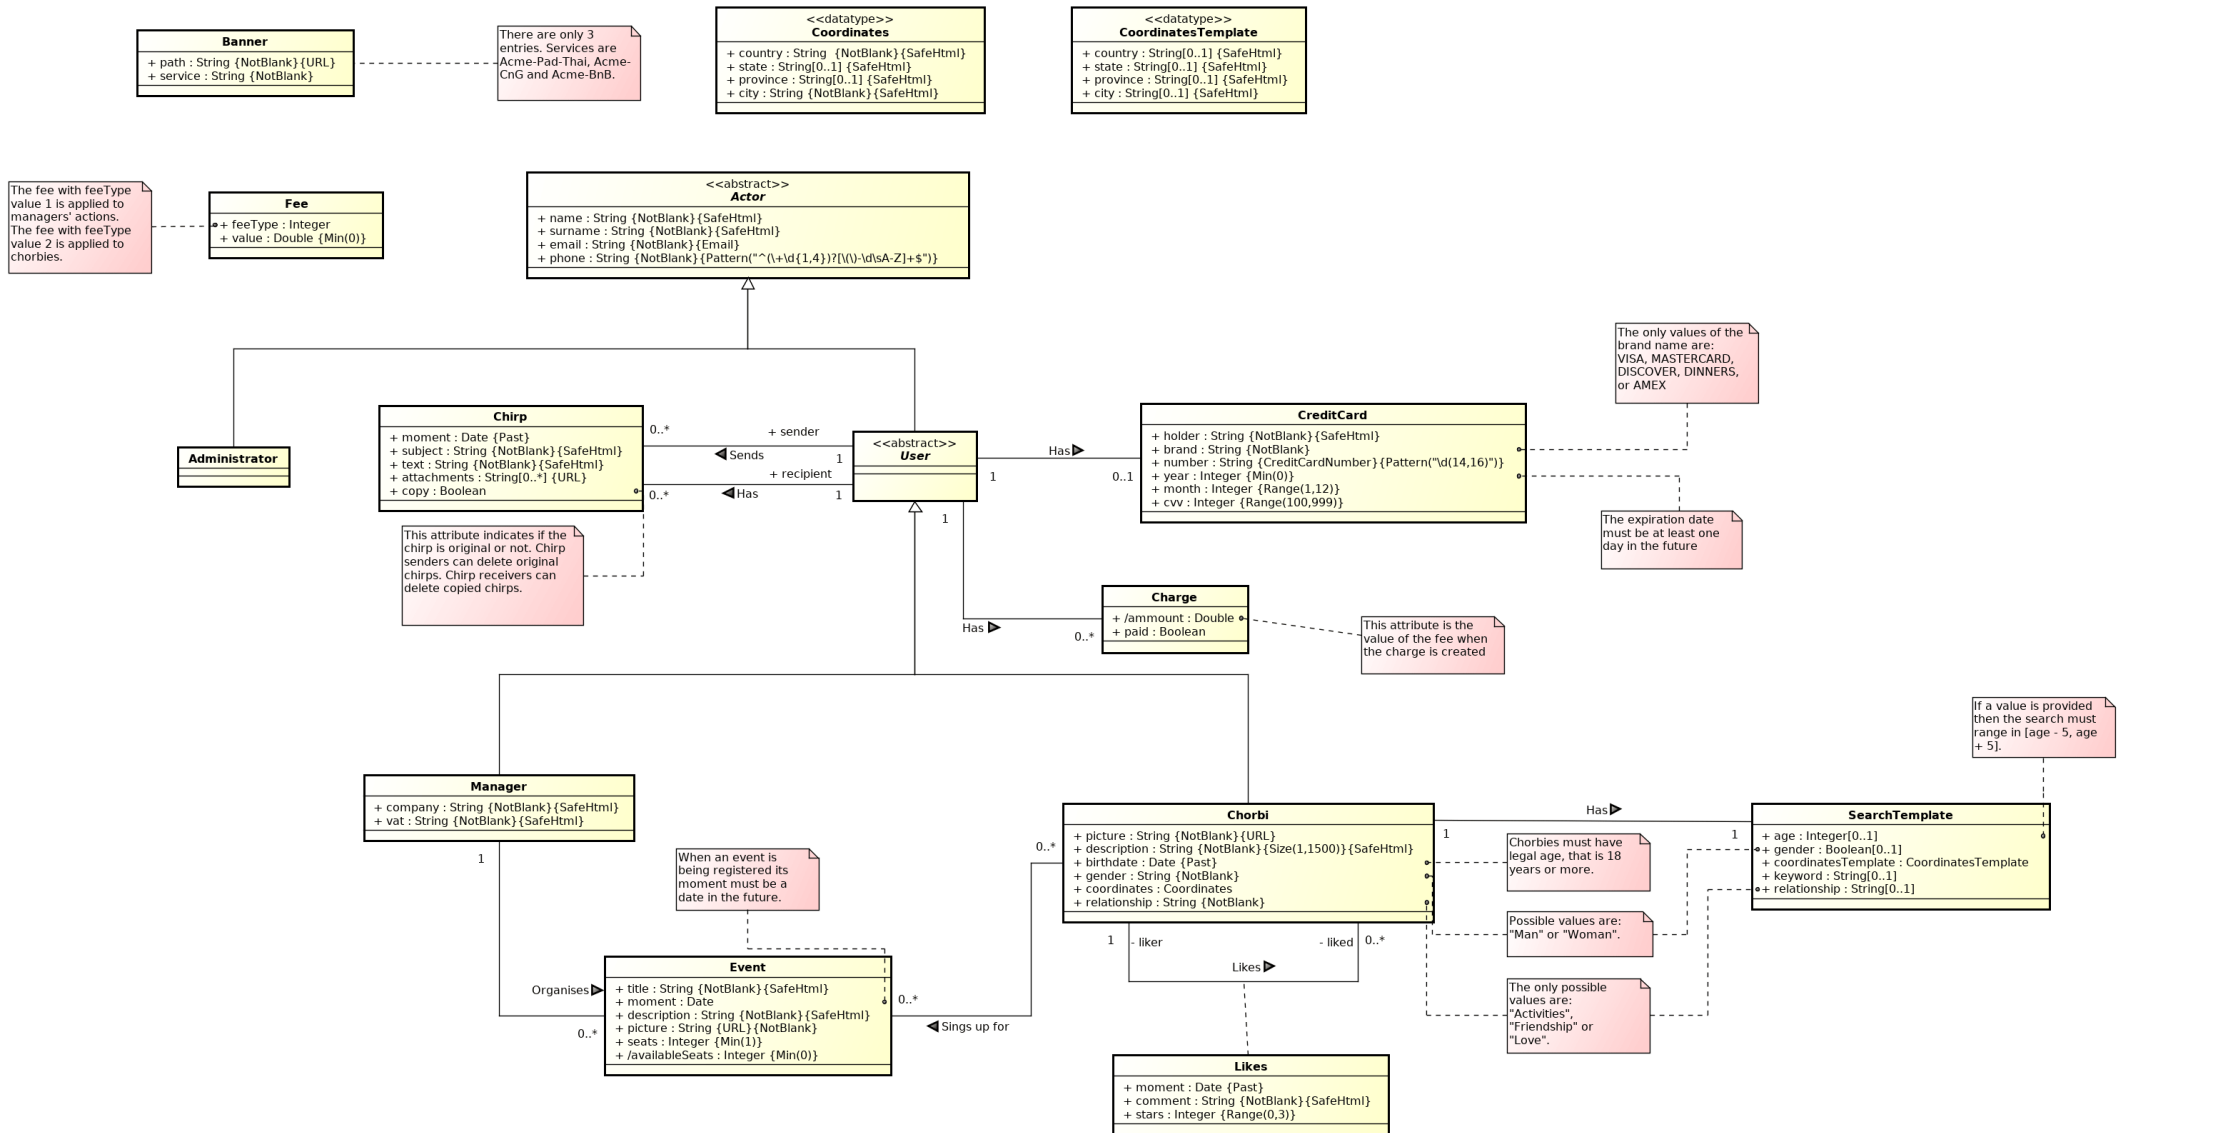 Banner
+ path : String {NotBlank}{URL}
+ service : String {NotBlank}
There are only 3
entries. Services are
Acme-Pad-Thai, Acme-
CnG and Acme-BnB.
<<datatype>>
Coordinates
+ country : String  {NotBlank}{SafeHtml}
+ state : String[0..1] {SafeHtml}
+ province : String[0..1] {SafeHtml}
+ city : String {NotBlank}{SafeHtml}
<<datatype>>
CoordinatesTemplate
+ country : String[0..1] {SafeHtml}
+ state : String[0..1] {SafeHtml}
+ province : String[0..1] {SafeHtml}
+ city : String[0..1] {SafeHtml}
The fee with feeType
value 1 is applied to
managers' actions.
The fee with feeType
value 2 is applied to
chorbies.
Fee
+ feeType : Integer
+ value : Double {Min(0)}
<<abstract>>
Actor
+ name : String {NotBlank}{SafeHtml}
+ surname : String {NotBlank}{SafeHtml}
+ email : String {NotBlank}{Email}
+ phone : String {NotBlank}{Pattern("^(\+\d{1,4})?[\(\)-\d\sA-Z]+$")}
Administrator
Chirp
+ moment : Date {Past}
+ subject : String {NotBlank}{SafeHtml}
+ text : String {NotBlank}{SafeHtml}
+ attachments : String[0..*] {URL}
+ copy : Boolean
0..*
+ sender
Sends
1
+ recipient
0..*
Has
1
<<abstract>>
User
Has
1
0..1
CreditCard
+ holder : String {NotBlank}{SafeHtml}
+ brand : String {NotBlank}
+ number : String {CreditCardNumber}{Pattern("\d(14,16)")}
+ year : Integer {Min(0)}
+ month : Integer {Range(1,12)}
+ cvv : Integer {Range(100,999)}
The only values of the
brand name are:
VISA, MASTERCARD,
DISCOVER, DINNERS,
or AMEX
The expiration date
must be at least one
day in the future
This attribute indicates if the
chirp is original or not. Chirp
senders can delete original
chirps. Chirp receivers can
delete copied chirps.
1
Has
0..*
Charge
+ /ammount : Double
+ paid : Boolean
This attribute is the
value of the fee when
the charge is created
If a value is provided
then the search must
range in [age - 5, age
+ 5].
Manager
+ company : String {NotBlank}{SafeHtml}
+ vat : String {NotBlank}{SafeHtml}
1
Organises
0..*
When an event is
being registered its
moment must be a
date in the future.
Event
+ title : String {NotBlank}{SafeHtml}
+ moment : Date
+ description : String {NotBlank}{SafeHtml}
+ picture : String {URL}{NotBlank}
+ seats : Integer {Min(1)}
+ /availableSeats : Integer {Min(0)}
0..*
Sings up for
0..*
Chorbi
+ picture : String {NotBlank}{URL}
+ description : String {NotBlank}{Size(1,1500)}{SafeHtml}
+ birthdate : Date {Past}
+ gender : String {NotBlank}
+ coordinates : Coordinates
+ relationship : String {NotBlank}
Has
1
1
SearchTemplate
+ age : Integer[0..1]
+ gender : Boolean[0..1]
+ coordinatesTemplate : CoordinatesTemplate
+ keyword : String[0..1]
+ relationship : String[0..1]
Chorbies must have
legal age, that is 18
years or more.
Possible values are:
"Man" or "Woman".
The only possible
values are:
"Activities",
"Friendship" or
"Love".
1
- liker
- liked
0..*
Likes
Likes
+ moment : Date {Past}
+ comment : String {NotBlank}{SafeHtml}
+ stars : Integer {Range(0,3)}